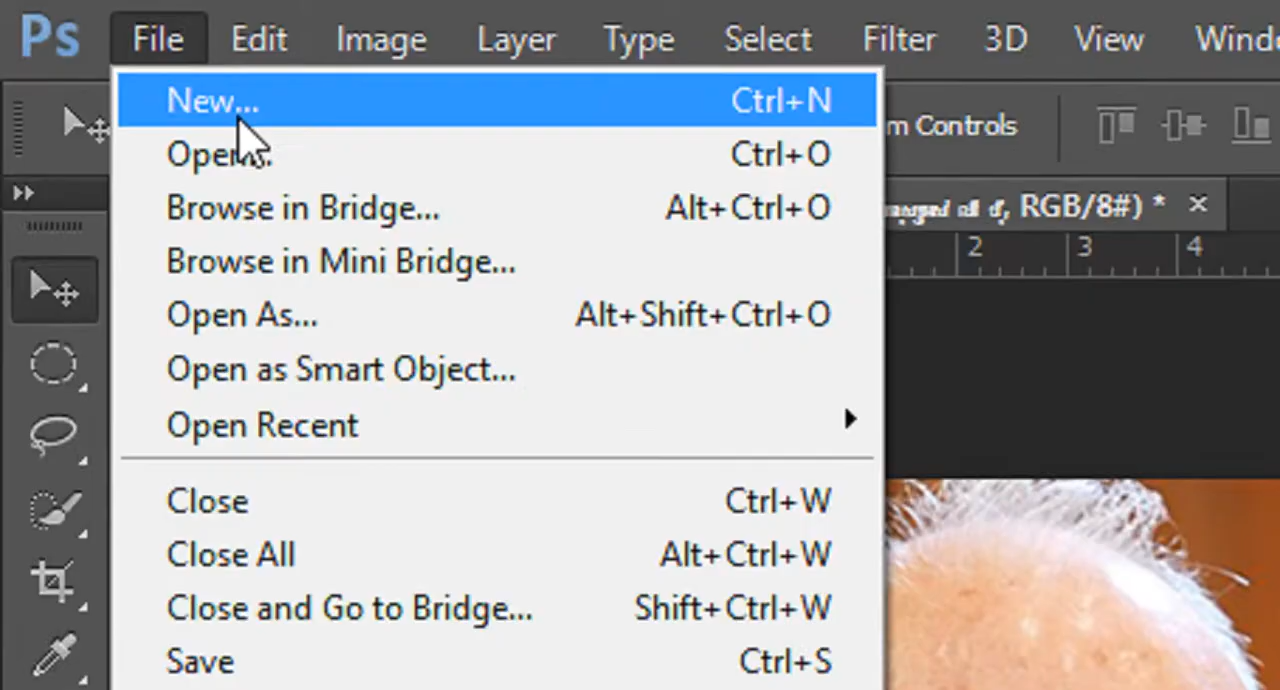 Ps File Edit Image Layer Type Select Filter 3D View
New... Ctrl+N
m Controls
Open... Ctrl+O
Browse in Bridge... Alt+Ctrl+O
RGB/8#) * ×
Browse in Mini Bridge...
2 3 4
Open As... Alt+Shift+Ctrl+O
Open as Smart Object...
Open Recent
Close Ctrl+W
Close All Alt+Ctrl+W
Close and Go to Bridge... Shift+Ctrl+W
Save Ctrl+S